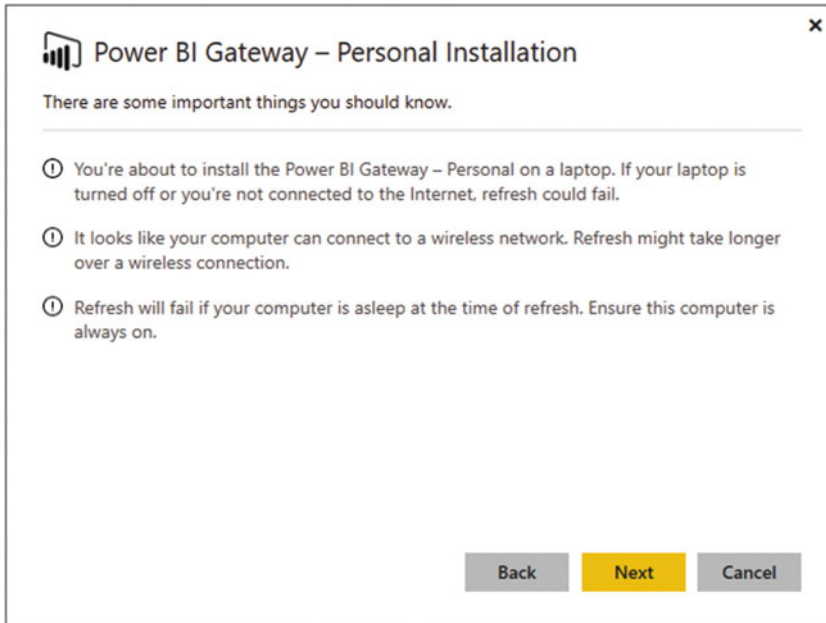 Power BI Gateway – Personal Installation
There are some important things you should know.
You're about to install the Power BI Gateway – Personal on a laptop. If your laptop is
turned off or you're not connected to the Internet, refresh could fail.
It looks like your computer can connect to a wireless network. Refresh might take longer
over a wireless connection.
Refresh will fail if your computer is asleep at the time of refresh. Ensure this computer is
always on.
Back Next Cancel